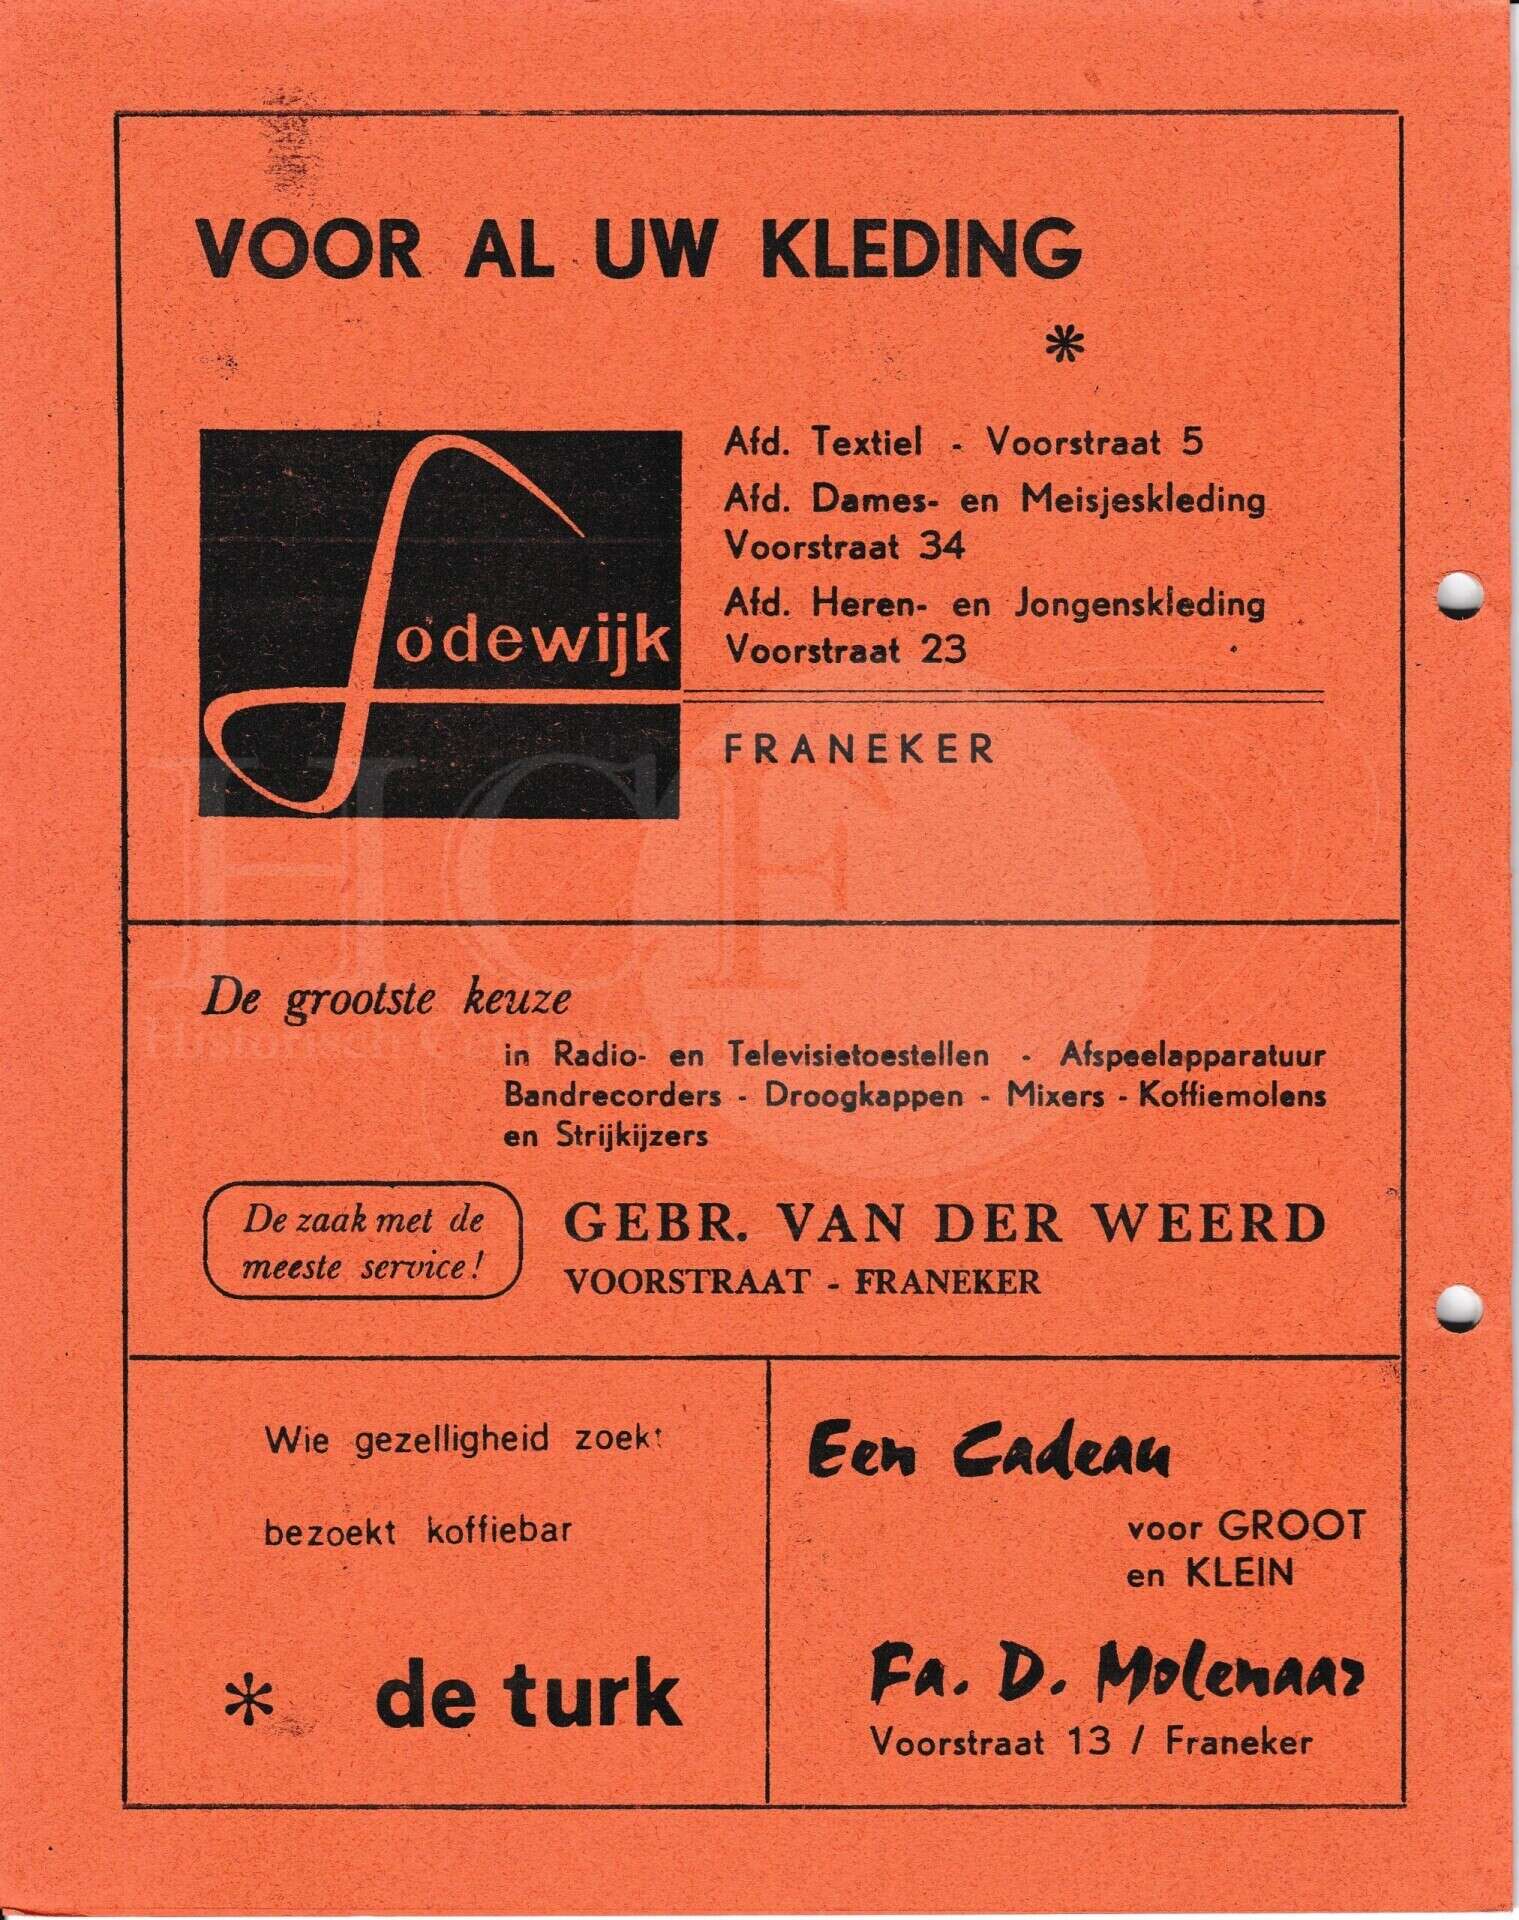 VOOR AL UW KLEDING
*
Lodewijk
Afd. Textiel - Voorstraat 5
Afd. Dames- en Meisjeskleding
Voorstraat 34
Afd. Heren- en Jongenskleding
Voorstraat 23
FRANEKER
HCF
Historisch
De grootste keuze
in Radio- en Televisietoestellen - Afspeelapparatuur
Bandrecorders - Droogkappen - Mixers - Koffiemolens
en Strijkijzers
De zaak met de
meeste service!
GEBR. VAN DER WEERD
VOORSTRAAT - FRANEKER
Wie gezelligheid zoekt
bezoekt koffiebar
* de turk
Een Cadeau
voor GROOT
en KLEIN
Fa. D. Molenaar
Voorstraat 13 / Franeker